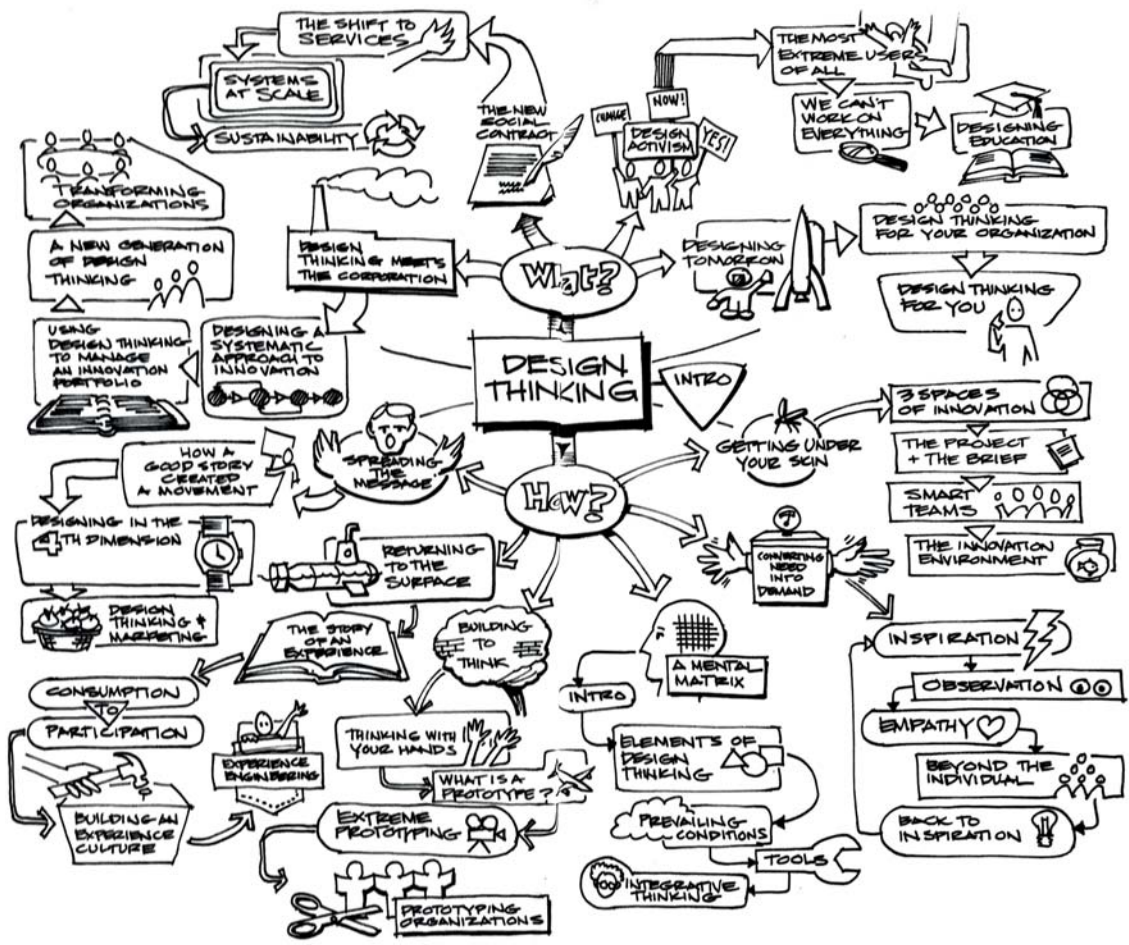 DESIGN
THINKING
INTRO
What?
THE NEW
SOCIAL
CONTRACT
THE SHIFT TO
SERVICES
SYSTEMS
AT SCALE
SUSTAINABILITY
CHANGE!
NOW!
YES!
DESIGN
ACTIVISM
THE MOST
EXTREME USERS
OF ALL
WE CAN'T
WORK ON
EVERYTHING
DESIGNING
EDUCATION
DESIGNING
TOMORROW
DESIGN THINKING
FOR YOUR ORGANIZATION
DESIGN THINKING
FOR YOU
DESIGN
THINKING MEETS
THE CORPORATION
DESIGNING A
SYSTEMATIC
APPROACH TO
INNOVATION
USING
DESIGN THINKING
TO MANAGE
AN INNOVATION
PORTFOLIO
A NEW GENERATION
OF DESIGN
THINKING
TRANSFORMING
ORGANIZATIONS
HOW?
GETTING UNDER
YOUR SKIN
3 SPACES
OF INNOVATION
THE PROJECT
+ THE BRIEF
SMART
TEAMS
THE INNOVATION
ENVIRONMENT
CONVERTING
NEED
INTO
DEMAND
INSPIRATION
OBSERVATION
EMPATHY
BEYOND THE
INDIVIDUAL
BACK TO
INSPIRATION
A MENTAL
MATRIX
INTRO
ELEMENTS OF
DESIGN
THINKING
PREVAILING
CONDITIONS
TOOLS
INTEGRATIVE
THINKING
BUILDING
TO
THINK
THINKING WITH
YOUR HANDS
WHAT IS A
PROTOTYPE?
EXTREME
PROTOTYPING
PROTOTYPING
ORGANIZATIONS
RETURNING
TO THE
SURFACE
THE STORY
OF AN
EXPERIENCE
CONSUMPTION
TO
PARTICIPATION
BUILDING AN
EXPERIENCE
CULTURE
EXPERIENCE
ENGINEERING
SPREADING
THE
MESSAGE
HOW A
GOOD STORY
CREATED
A MOVEMENT
DESIGNING IN THE
4TH DIMENSION
DESIGN
THINKING +
MARKETING